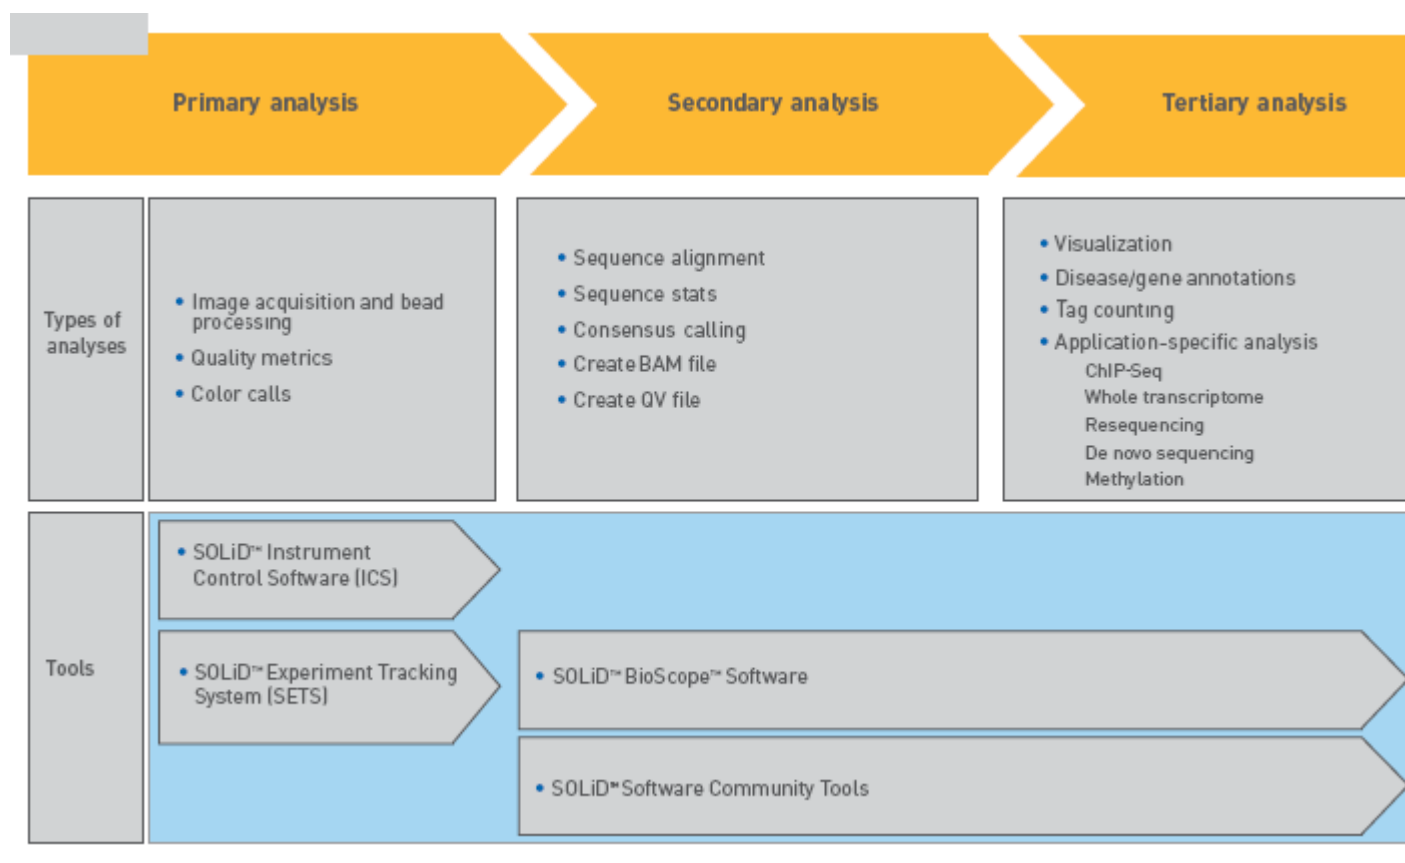 Primary analysis
Secondary analysis
Tertiary analysis
Types of
analyses
• Image acquisition and bead
processing
• Quality metrics
• Color calls
• Sequence alignment
• Sequence stats
• Consensus calling
• Create BAM file
• Create QV file
• Visualization
• Disease/gene annotations
• Tag counting
• Application-specific analysis
ChIP-Seq
Whole transcriptome
Resequencing
De novo sequencing
Methylation
Tools
• SOLiD™ Instrument
Control Software (ICS)
• SOLiD™ Experiment Tracking
System (SETS)
• SOLiD™ BioScope™ Software
• SOLiD™ Software Community Tools